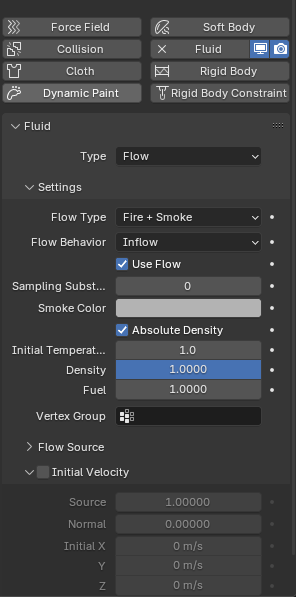 Force Field Soft Body
Collision Fluid
Cloth Rigid Body
Dynamic Paint Rigid Body Constraint
Fluid
Type Flow
Settings
Flow Type Fire + Smoke
Flow Behavior Inflow
Use Flow
Sampling Subst... 0
Smoke Color
Absolute Density
Initial Temperat... 1.0
Density 1.0000
Fuel 1.0000
Vertex Group
Flow Source
Initial Velocity
Source 1.00000
Normal 0.00000
Initial X 0 m/s
Y 0 m/s
Z 0 m/s